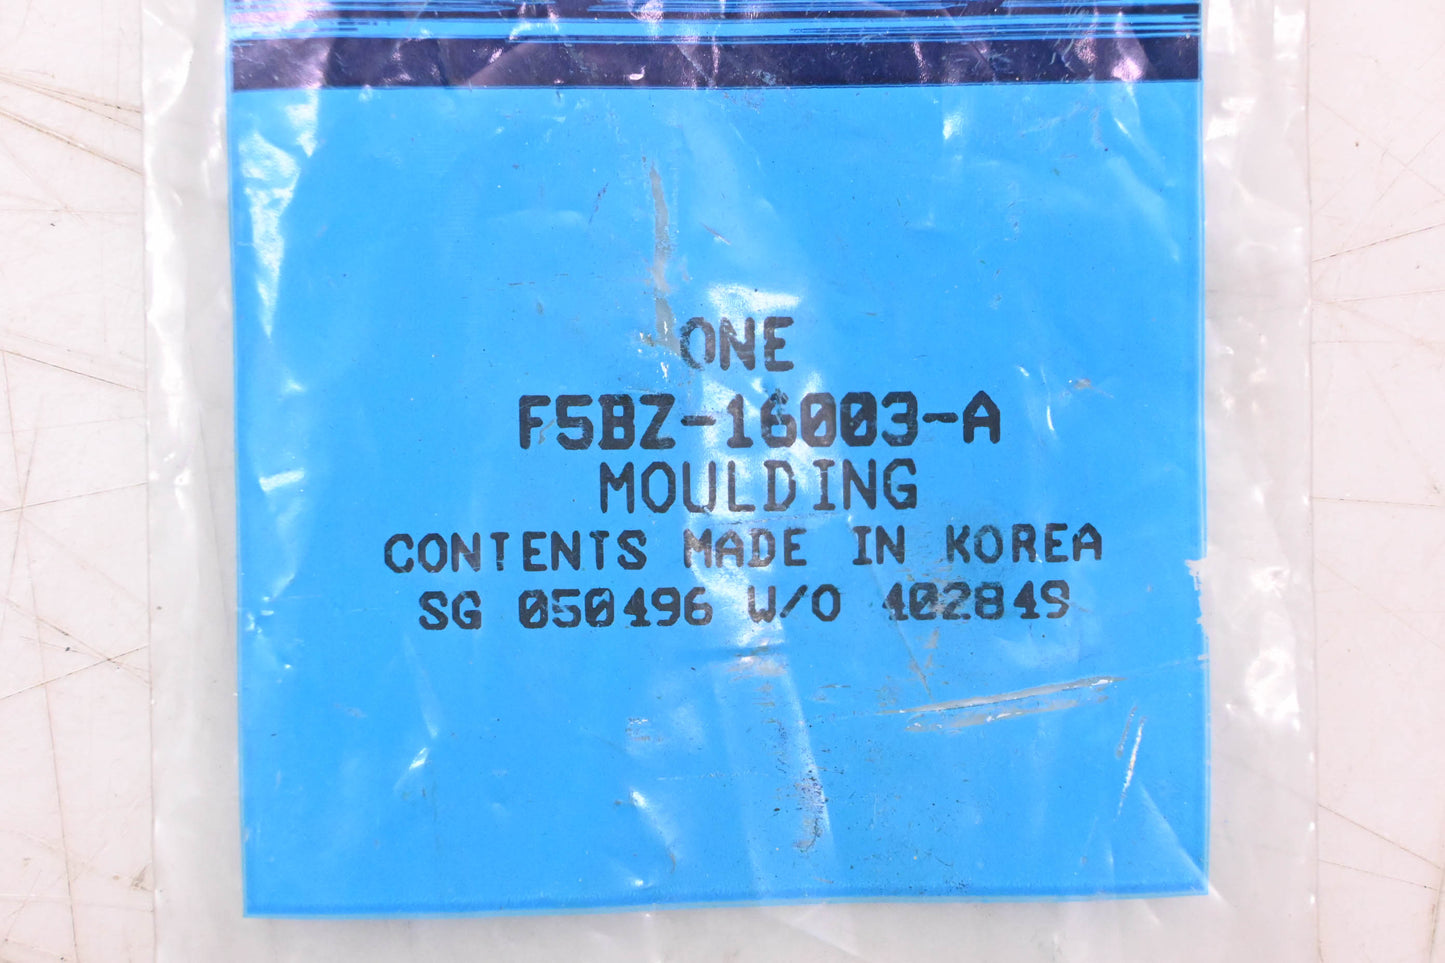 ONE
F5BZ-16003-A
MOULDING
CONTENTS MADE IN KOREA
SG 050496 W/O 402849